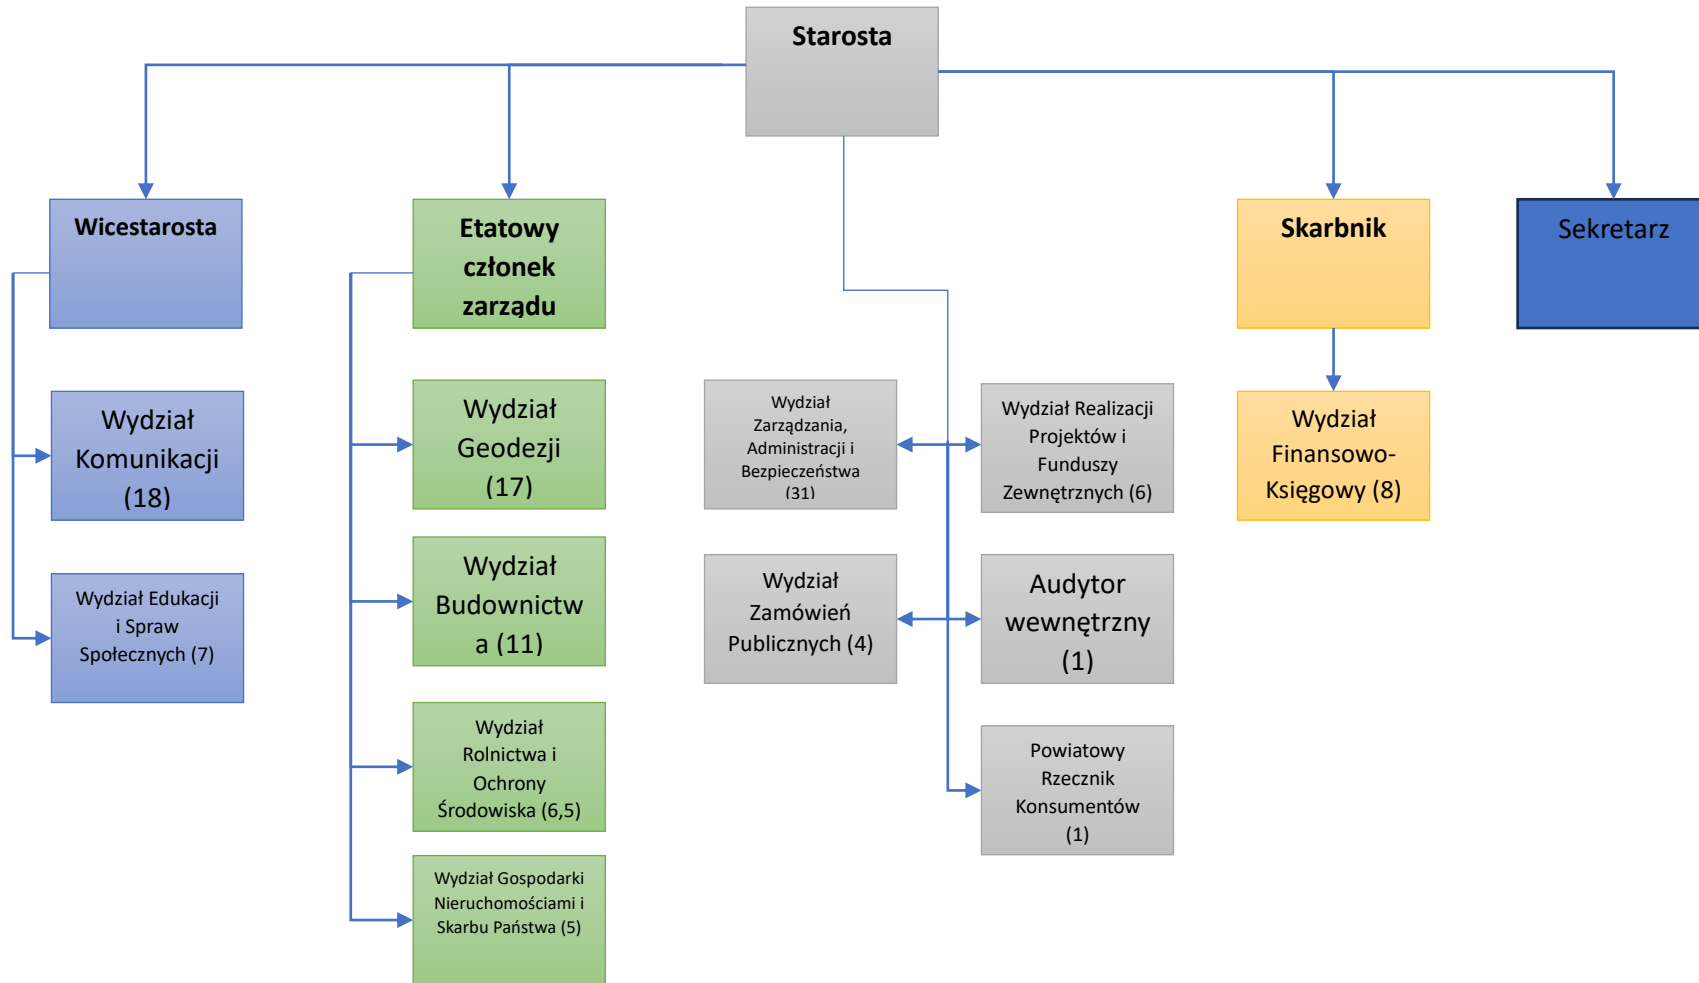 Starosta
Wicestarosta
Etatowy
członek
zarządu
Skarbnik
Sekretarz
Wydział
Komunikacji
(18)
Wydział Edukacji
i Spraw
Społecznych (7)
Wydział
Geodezji
(17)
Wydział
Budownictw
a (11)
Wydział
Rolnictwa i
Ochrony
Środowiska (6,5)
Wydział Gospodarki
Nieruchomościami i
Skarbu Państwa (5)
Wydział
Zarządzania,
Administracji i
Bezpieczeństwa
(31)
Wydział Realizacji
Projektów i
Funduszy
Zewnętrznych (6)
Wydział
Zamówień
Publicznych (4)
Audytor
wewnętrzny
(1)
Powiatowy
Rzecznik
Konsumentów
(1)
Wydział
Finansowo-
Księgowy (8)